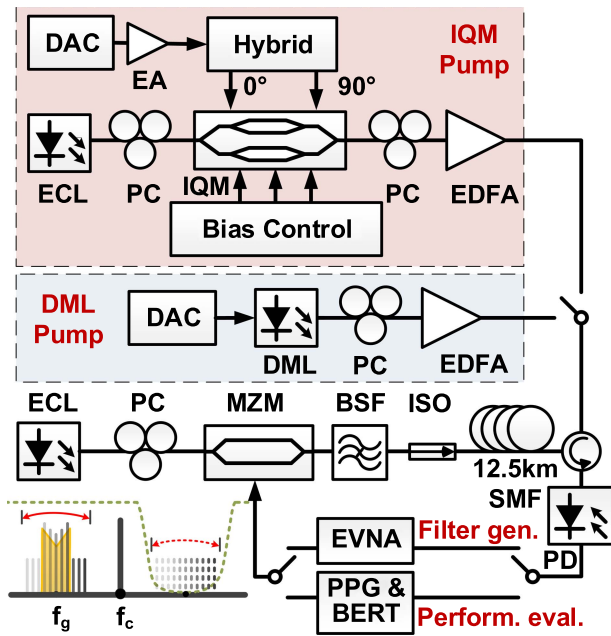 DAC
EA
Hybrid
IQM
Pump
0°
90°
ECL
PC
IQM
PC
EDFA
Bias Control
DML
Pump
DAC
DML
PC
EDFA
ECL
PC
MZM
BSF
ISO
12.5km
SMF
PD
EVNA
Filter gen.
PPG &
BERT
Perform. eval.
fg
fc